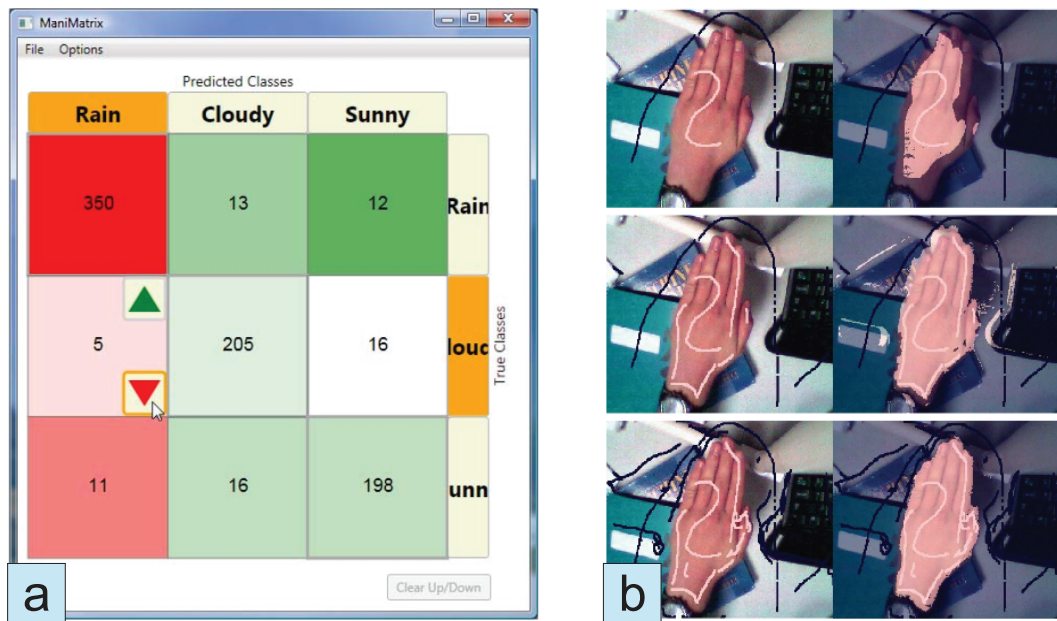 ManiMatrix
File Options
Predicted Classes
Rain Cloudy Sunny
350 13 12 Rain
5 205 16 loud
True Classes
11 16 198 unn
Clear Up/Down
a b